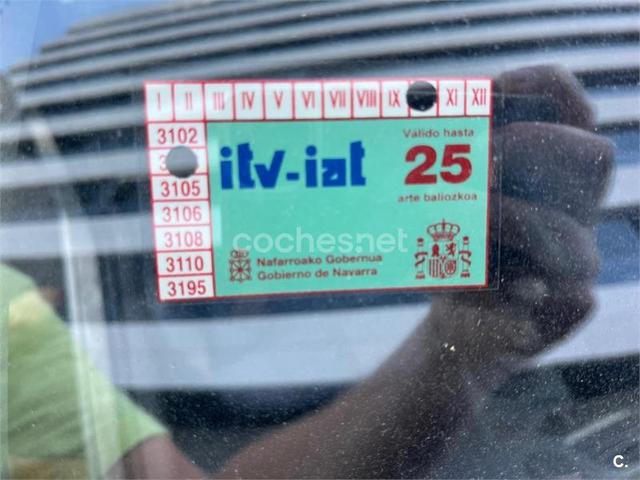 I II III IV V VI VII VIII IX XI XII
3102
3105
3106
3108
3110
3195
itv-iat
Válido hasta
25
arte baliozkoa
coches.net
Nafarroako Gobernua
Gobierno de Navarra
C.